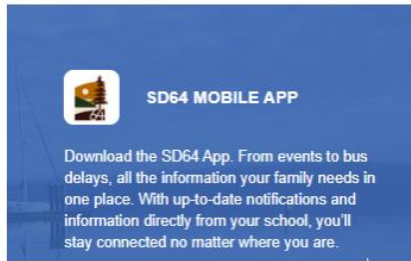 64
SD64 MOBILE APP
Download the SD64 App. From events to bus
delays, all the information your family needs in
one place. With up-to-date notifications and
information directly from your school, you'll
stay connected no matter where you are.